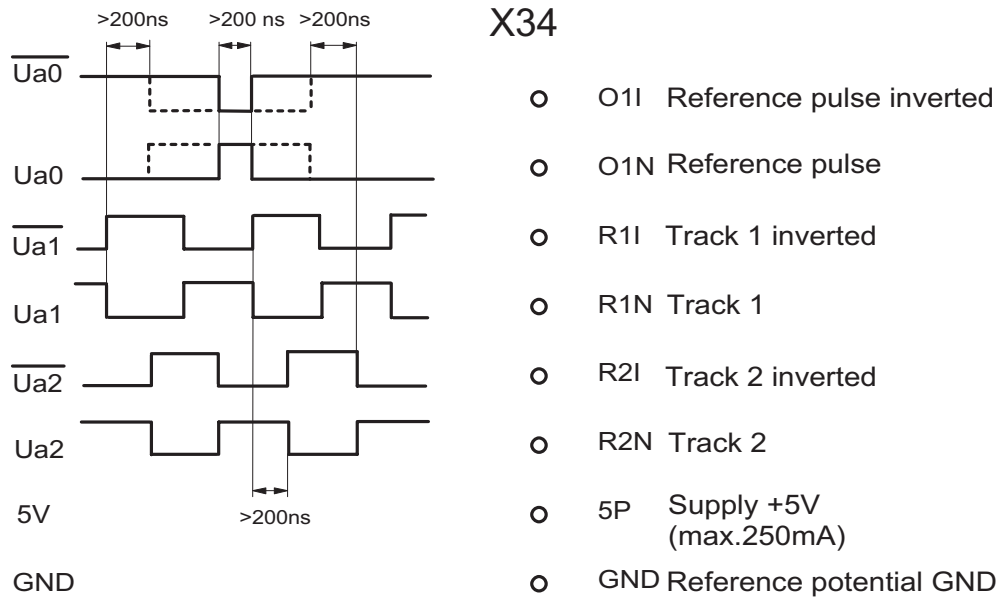 >200ns >200 ns >200ns
X34
Ua0
O1I Reference pulse inverted
Ua0
O1N Reference pulse
Ua1
R1I Track 1 inverted
Ua1
R1N Track 1
Ua2
R2I Track 2 inverted
Ua2
R2N Track 2
5V
>200ns
5P Supply +5V
(max.250mA)
GND
GND Reference potential GND